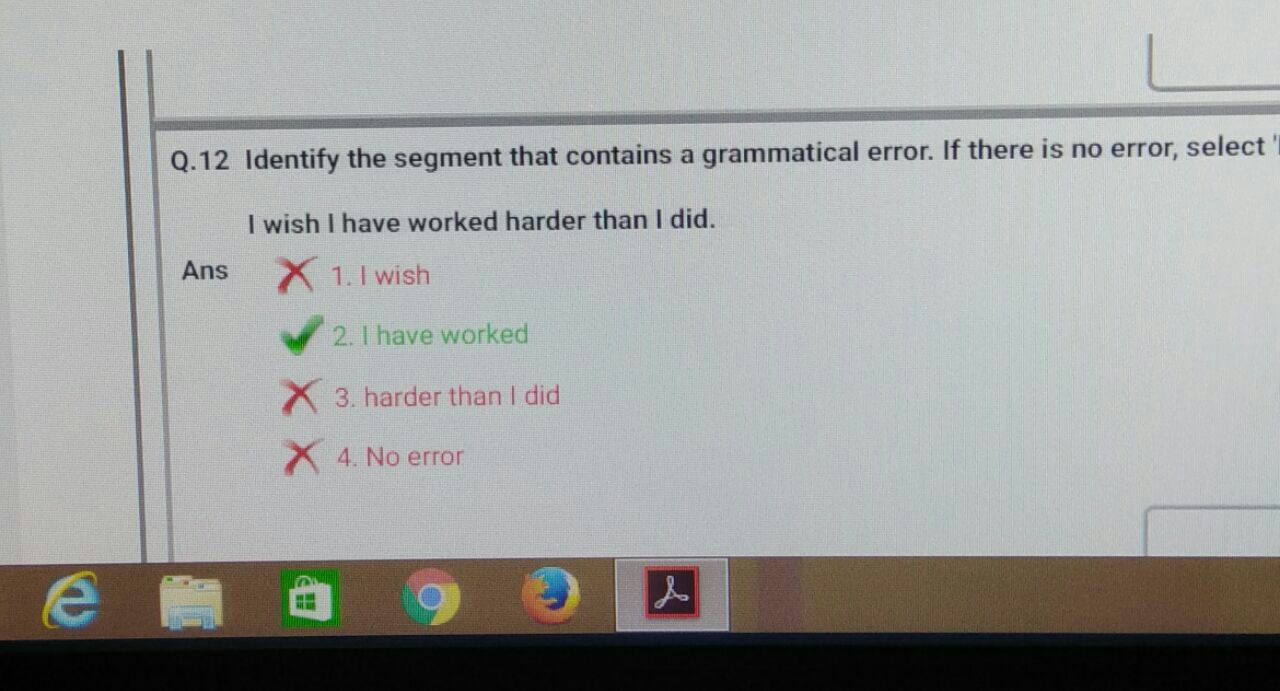 Q.12 Identify the segment that contains a grammatical error. If there is no error, select
I wish I have worked harder than I did.
Ans
1. I wish
2. I have worked
3. harder than I did
4. No error